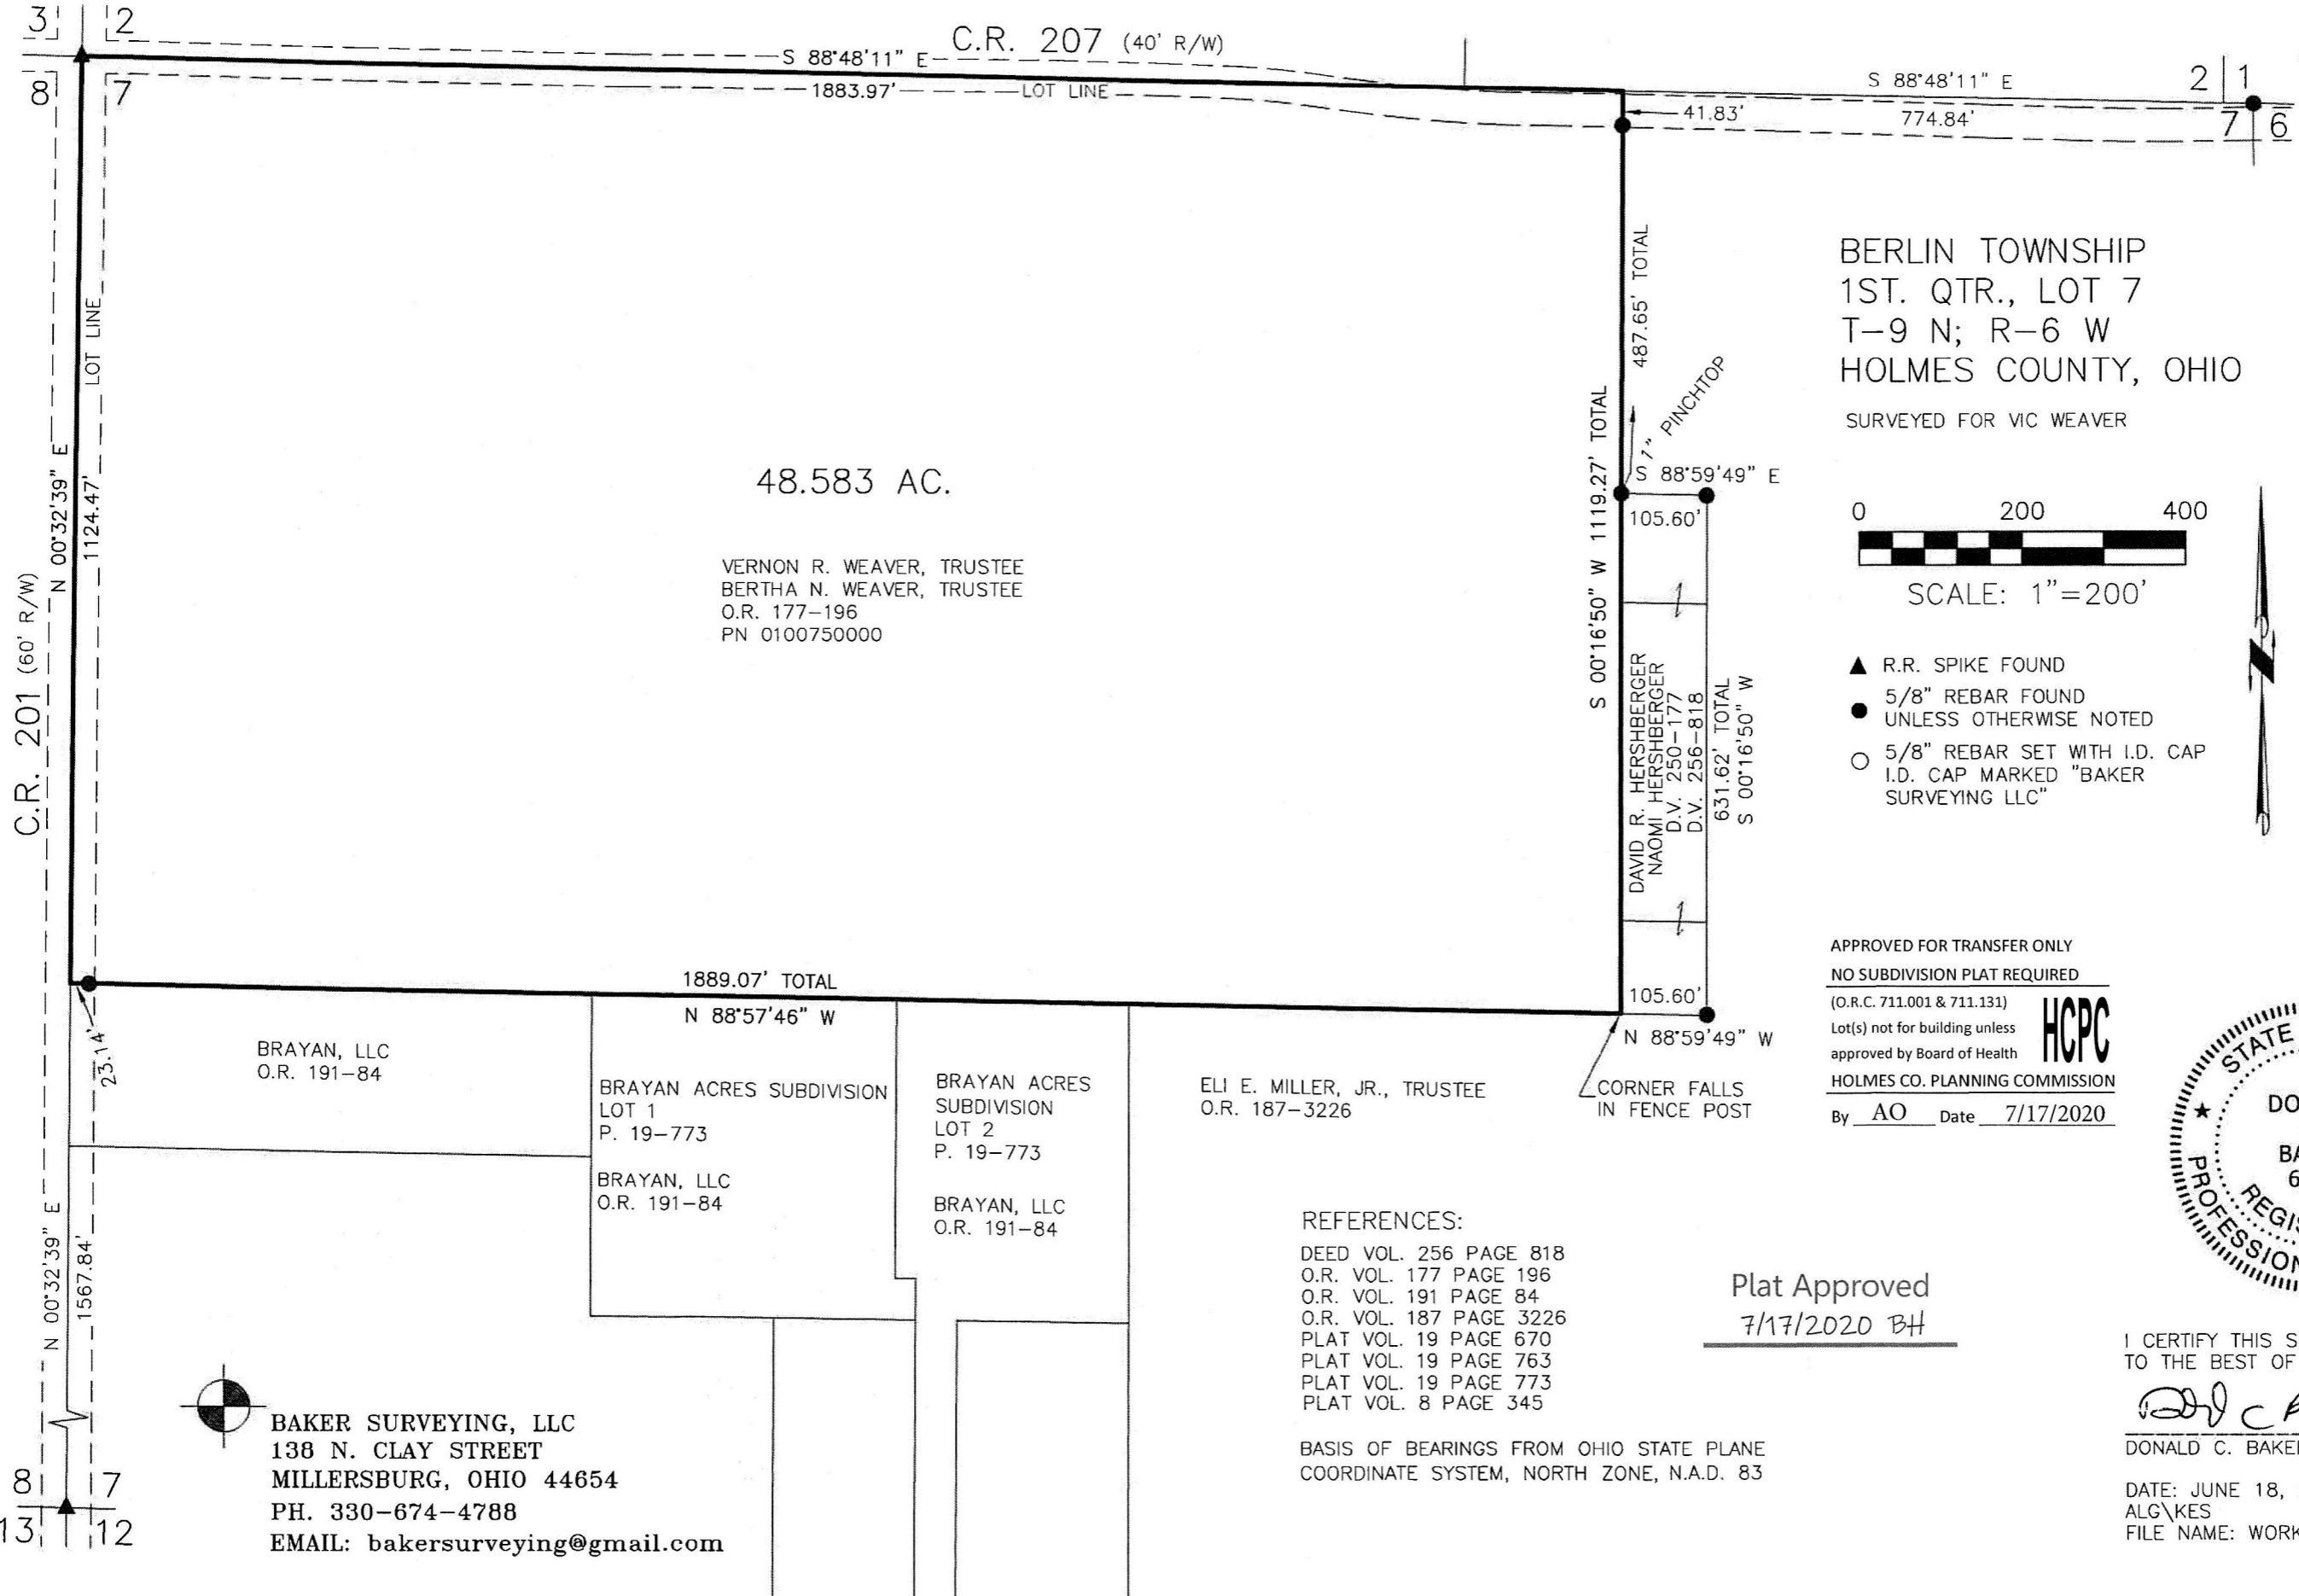 3
2
C.R. 207 (40' R/W)
S 88°48'11" E
1883.97'
LOT LINE
S 88°48'11" E
774.84'
41.83'
2
1
7
6
8
7
C.R. 201 (60' R/W)
N 00°32'39" E
1124.47'
LOT LINE
48.583 AC.
VERNON R. WEAVER, TRUSTEE
BERTHA N. WEAVER, TRUSTEE
O.R. 177-196
PN 0100750000
S 00°16'50" W 1119.27' TOTAL
487.65' TOTAL
1" PINCHTOP
S 88°59'49" E
105.60'
DAVID R. HERSHBERGER
NAOMI HERSHBERGER
D.V. 250-177
D.V. 256-818
631.62' TOTAL
S 00°16'50" W
105.60'
N 88°59'49" W
CORNER FALLS
IN FENCE POST
1889.07' TOTAL
N 88°57'46" W
23.14'
BRAYAN, LLC
O.R. 191-84
BRAYAN ACRES SUBDIVISION
LOT 1
P. 19-773
BRAYAN, LLC
O.R. 191-84
BRAYAN ACRES
SUBDIVISION
LOT 2
P. 19-773
BRAYAN, LLC
O.R. 191-84
ELI E. MILLER, JR., TRUSTEE
O.R. 187-3226
N 00°32'39" E
1567.84'
8
7
13
12
BAKER SURVEYING, LLC
138 N. CLAY STREET
MILLERSBURG, OHIO 44654
PH. 330-674-4788
EMAIL: bakersurveying@gmail.com
BERLIN TOWNSHIP
1ST. QTR., LOT 7
T-9 N; R-6 W
HOLMES COUNTY, OHIO
SURVEYED FOR VIC WEAVER
0 200 400
SCALE: 1"=200'
N
R.R. SPIKE FOUND
5/8" REBAR FOUND
UNLESS OTHERWISE NOTED
5/8" REBAR SET WITH I.D. CAP
I.D. CAP MARKED "BAKER
SURVEYING LLC"
APPROVED FOR TRANSFER ONLY
NO SUBDIVISION PLAT REQUIRED
(O.R.C. 711.001 & 711.131)
Lot(s) not for building unless
approved by Board of Health
HCPC
HOLMES CO. PLANNING COMMISSION
By AO Date 7/17/2020
REFERENCES:
DEED VOL. 256 PAGE 818
O.R. VOL. 177 PAGE 196
O.R. VOL. 191 PAGE 84
O.R. VOL. 187 PAGE 3226
PLAT VOL. 19 PAGE 670
PLAT VOL. 19 PAGE 763
PLAT VOL. 19 PAGE 773
PLAT VOL. 8 PAGE 345
BASIS OF BEARINGS FROM OHIO STATE PLANE
COORDINATE SYSTEM, NORTH ZONE, N.A.D. 83
Plat Approved
7/17/2020 BH
STATE
DO
BA
6
REGIS
PROFESSION
I CERTIFY THIS S
TO THE BEST OF
DONALD C. BAKE
DATE: JUNE 18,
ALG\KES
FILE NAME: WORK